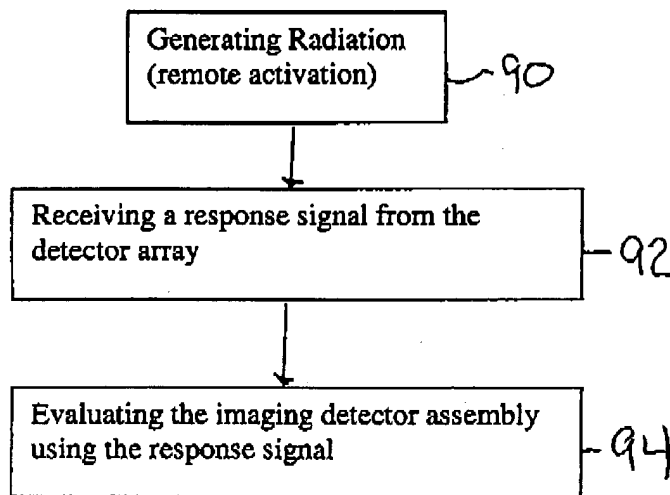 Generating Radiation
(remote activation)
90
Receiving a response signal from the
detector array
92
Evaluating the imaging detector assembly
using the response signal
94